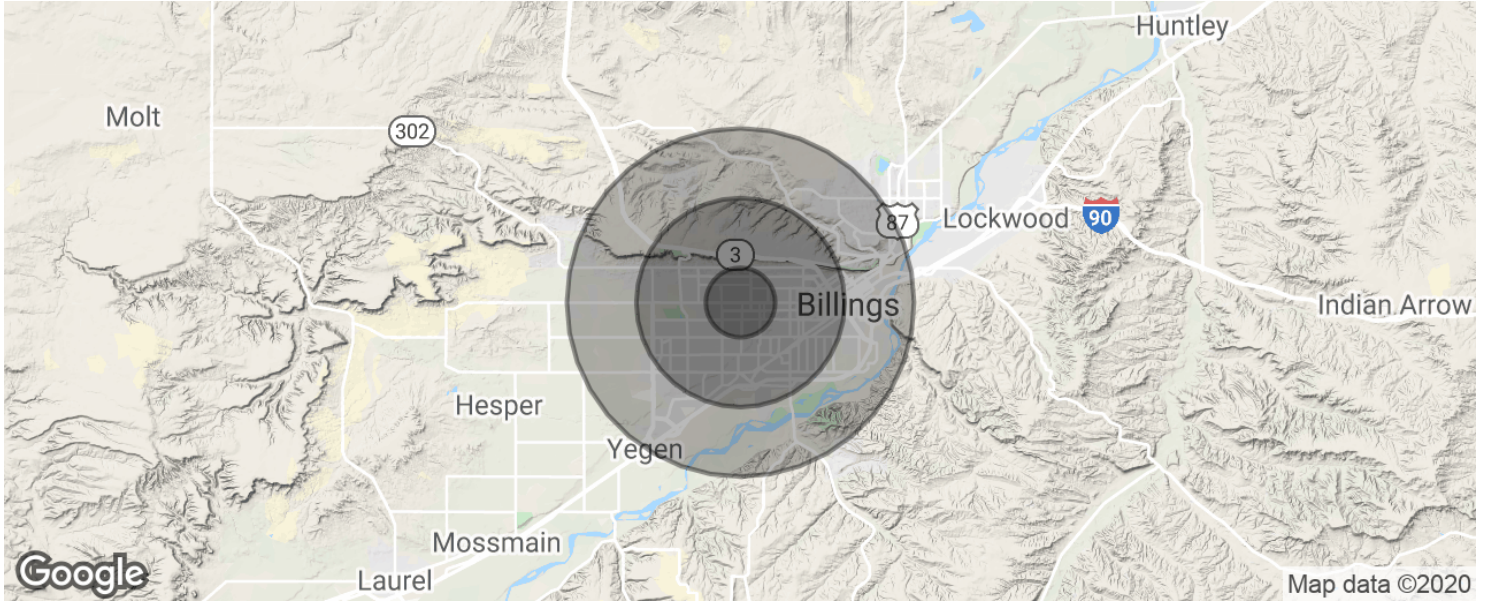 Huntley
Molt
302
87
Lockwood
90
3
Billings
Indian Arrow
Hesper
Yegen
Mossmain
Laurel
Google
Map data ©2020